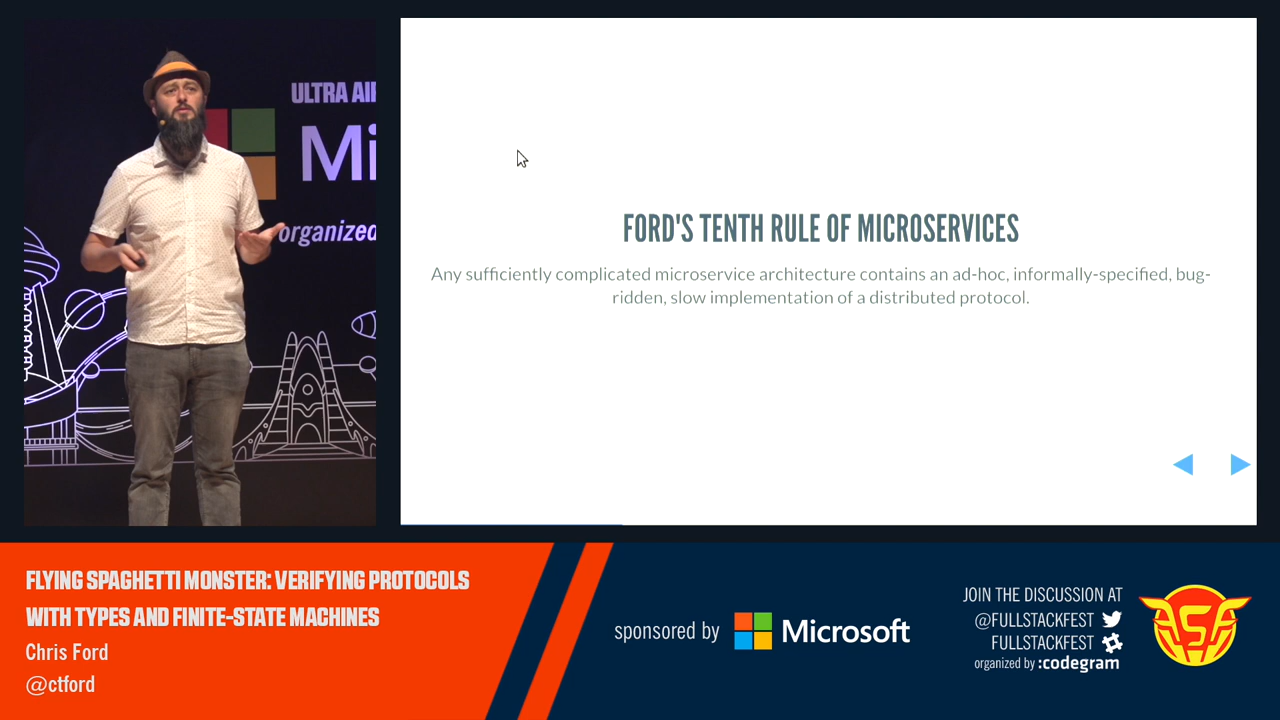 ULTRA AI
Mi
organized
FORD'S TENTH RULE OF MICROSERVICES
Any sufficiently complicated microservice architecture contains an ad-hoc, informally-specified, bug-
ridden, slow implementation of a distributed protocol.
FLYING SPAGHETTI MONSTER: VERIFYING PROTOCOLS
WITH TYPES AND FINITE-STATE MACHINES
Chris Ford
@ctford
sponsored by Microsoft
JOIN THE DISCUSSION AT
@FULLSTACKFEST
FULLSTACKFEST
organized by :codegram
FSF